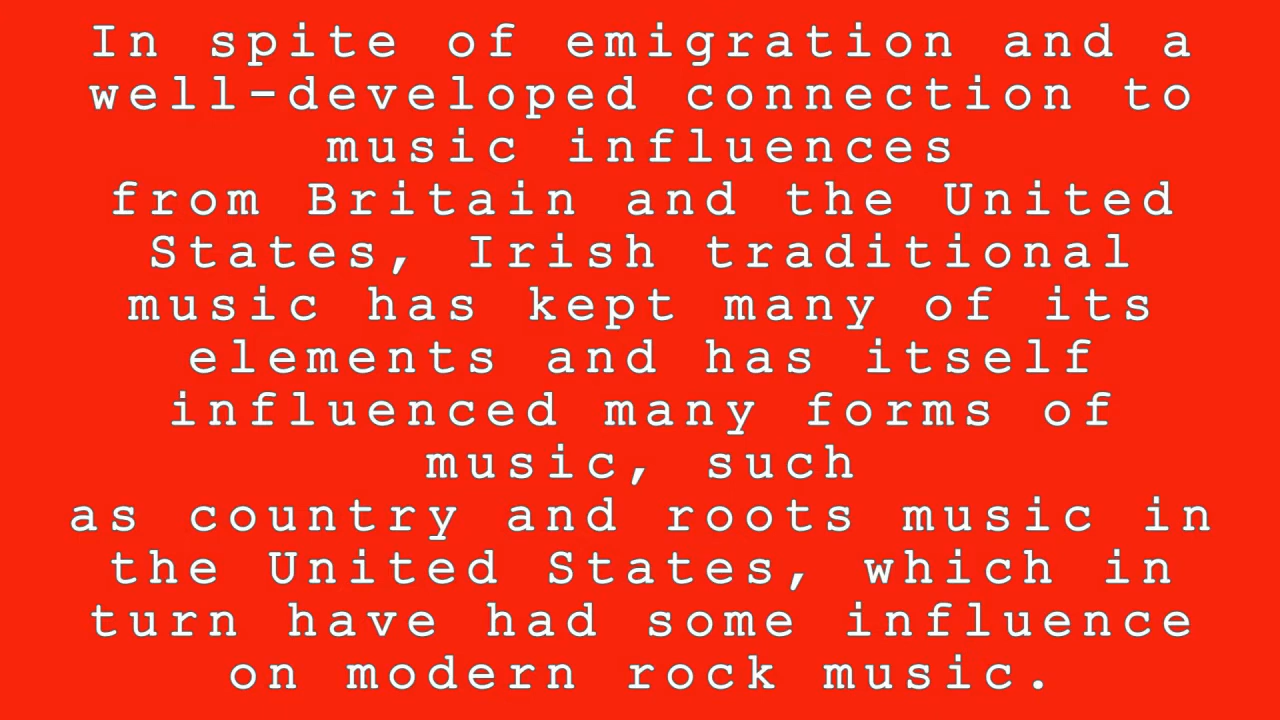 In spite of emigration and a
well-developed connection to
music influences
from Britain and the United
States, Irish traditional
music has kept many of its
elements and has itself
influenced many forms of
music, such
as country and roots music in
the United States, which in
turn have had some influence
on modern rock music.